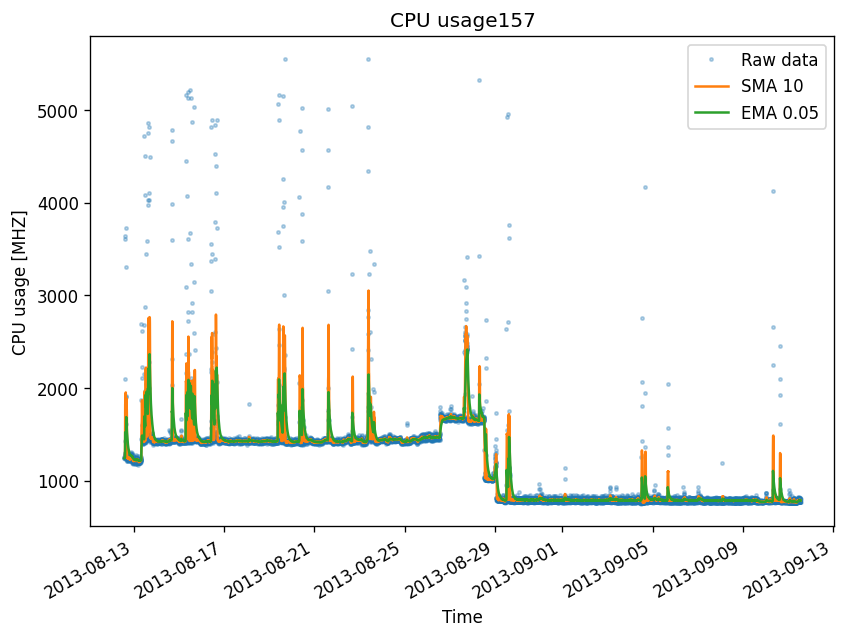 CPU usage157
Raw data
SMA 10
EMA 0.05
CPU usage [MHZ]
5000
4000
3000
2000
1000
2013-08-13
2013-08-17
2013-08-21
2013-08-25
2013-08-29
2013-09-01
2013-09-05
2013-09-09
2013-09-13
Time